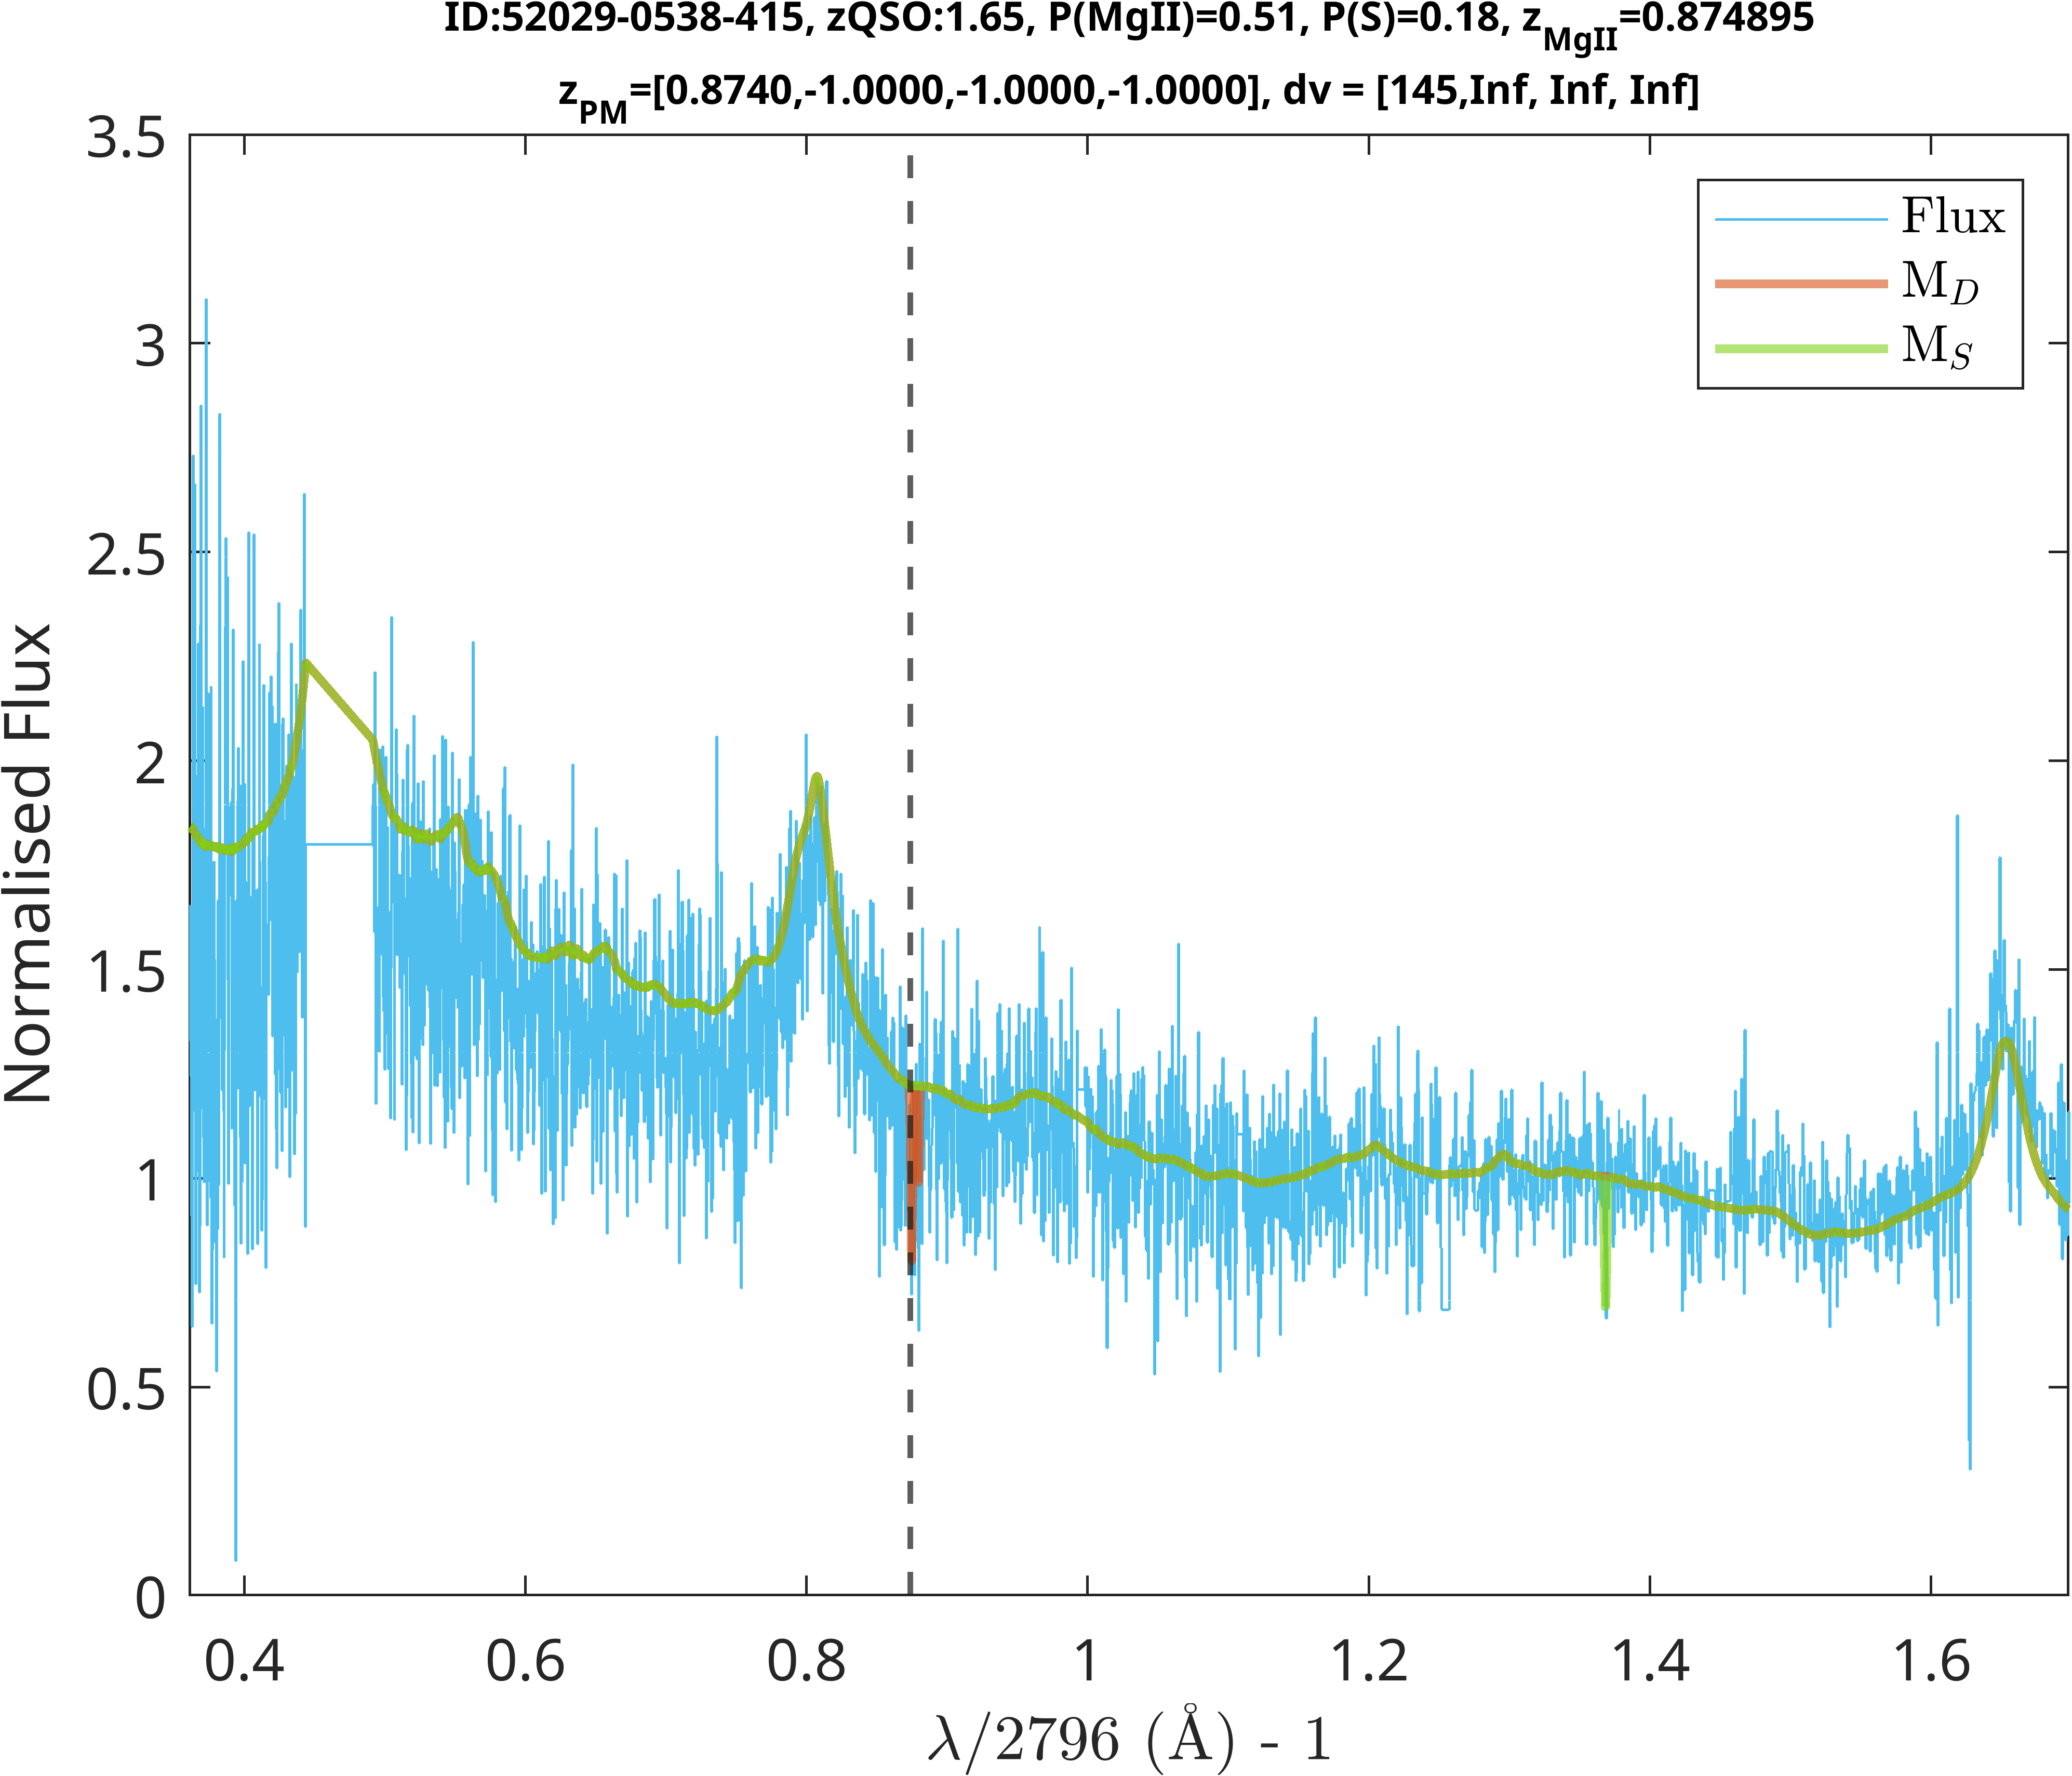 ID:52029-0538-415, zQSO:1.65, P(MgII)=0.51, P(S)=0.18, zMgII=0.874895
zPM=[0.8740,-1.0000,-1.0000,-1.0000], dv = [145,Inf, Inf, Inf]
3.5
3
2.5
2
1.5
1
0.5
0
Normalised Flux
Flux
MD
MS
0.4 0.6 0.8 1 1.2 1.4 1.6
λ/2796 (Å) - 1